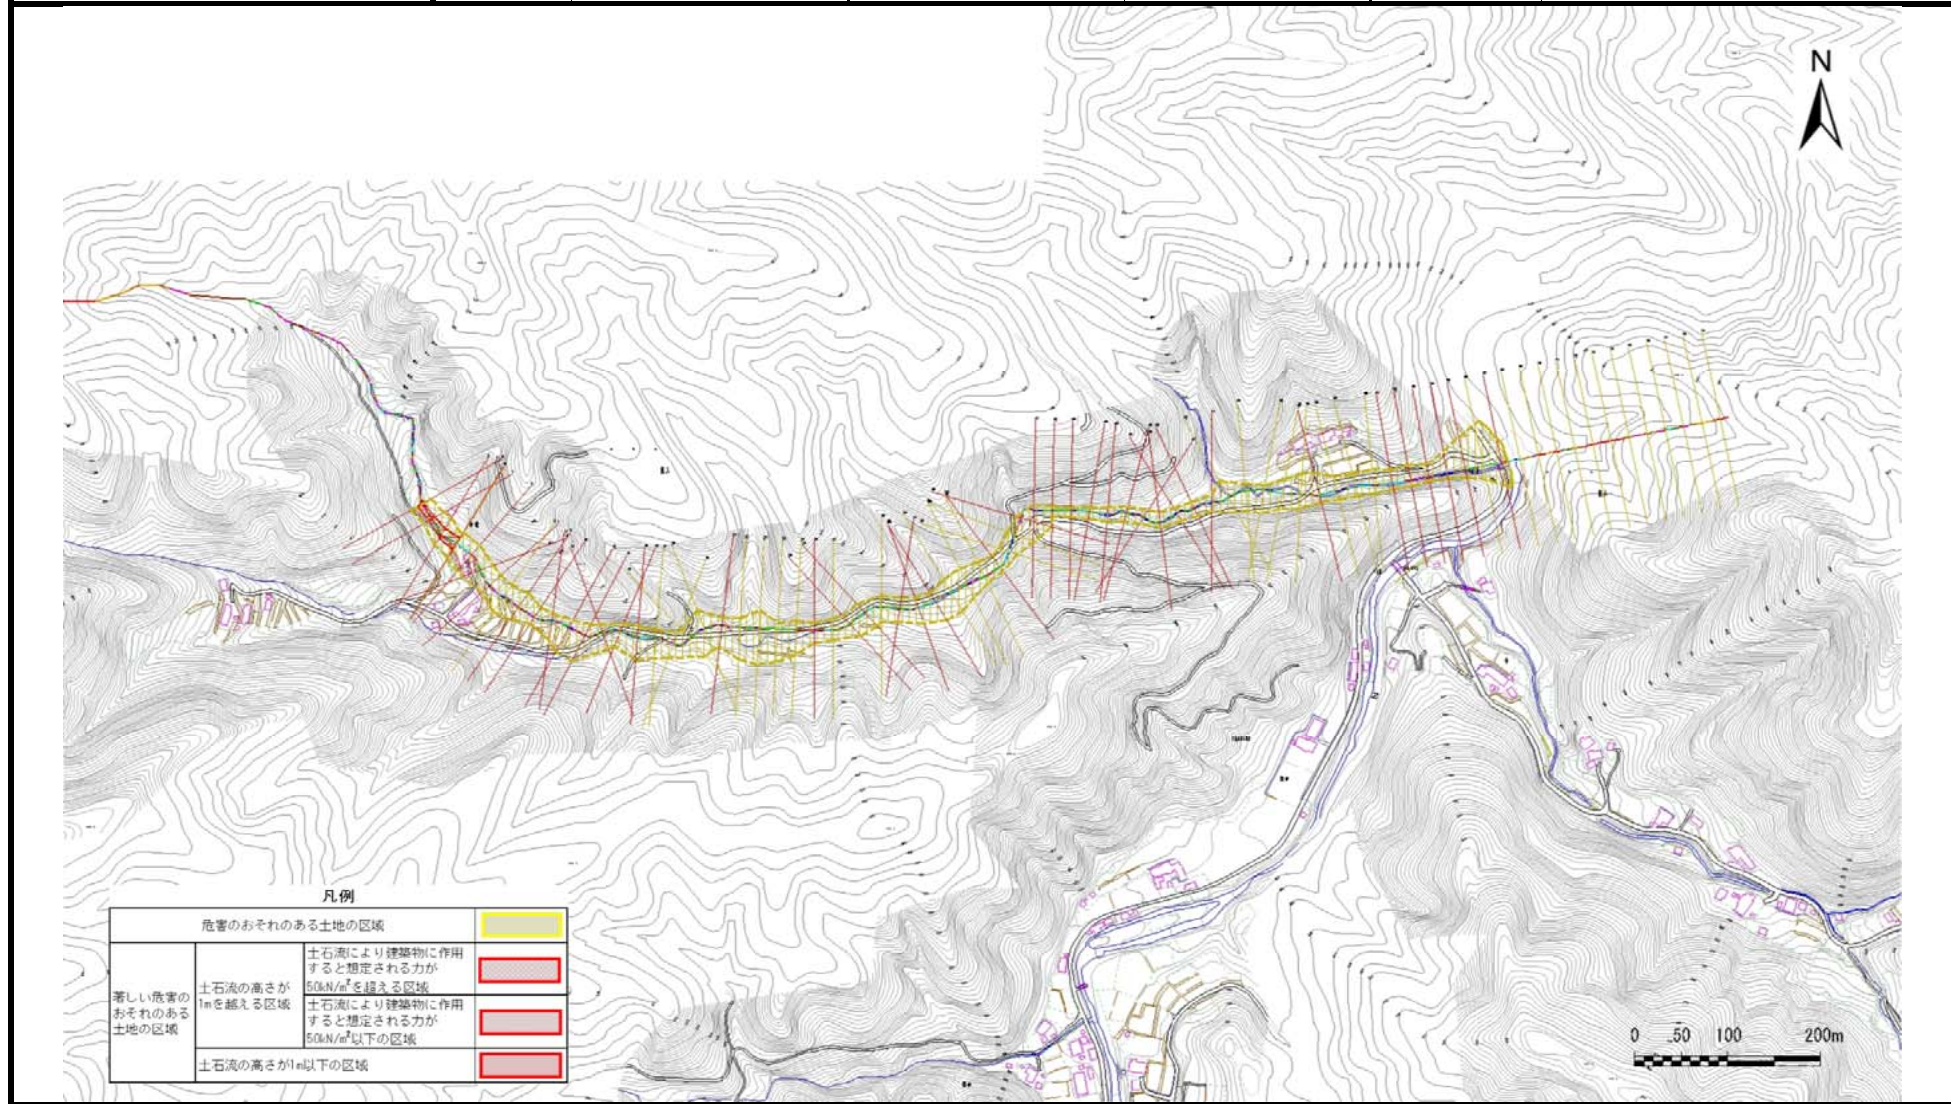 N
凡例
危害のおそれのある土地の区域
著しい危害の
おそれのある
土地の区域
土石流の高さが
1mを越える区域
土石流により建築物に作用
すると想定される力が
50kN/m²を超える区域
土石流により建築物に作用
すると想定される力が
50kN/m²以下の区域
土石流の高さが1m以下の区域
0 50 100 200m